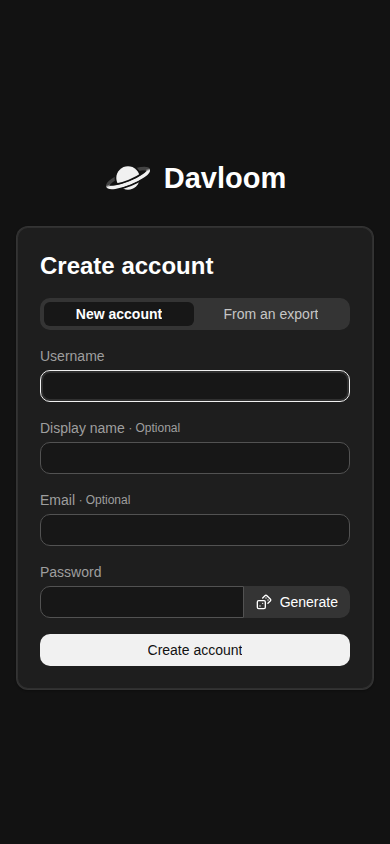 Davloom
Create account
New account
From an export
Username
Display name · Optional
Email · Optional
Password
Generate
Create account